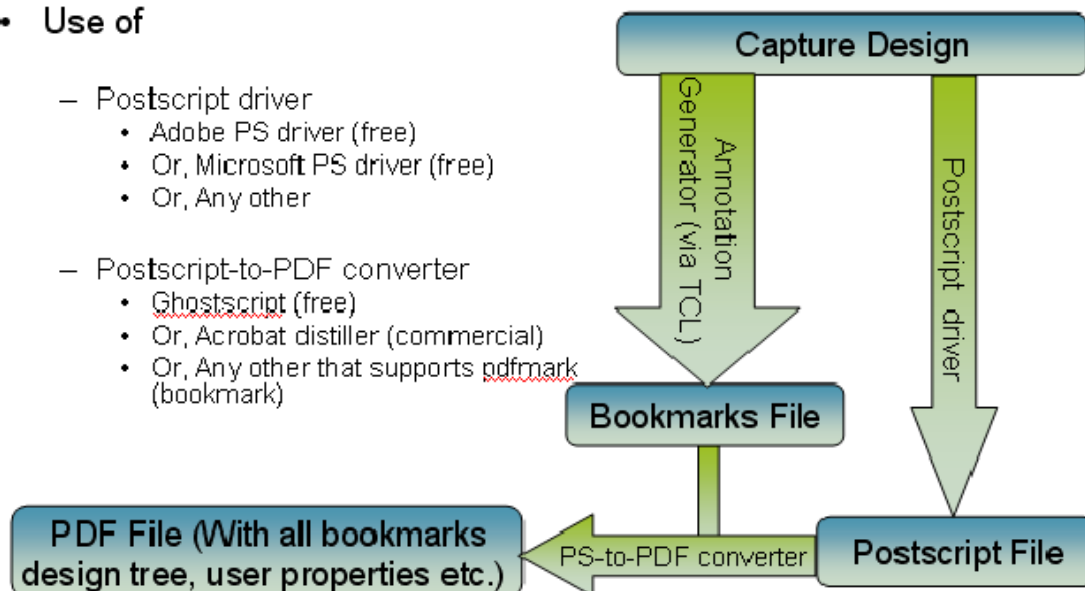 • Use of
– Postscript driver
• Adobe PS driver (free)
• Or, Microsoft PS driver (free)
• Or, Any other
– Postscript-to-PDF converter
• Ghostscript (free)
• Or, Acrobat distiller (commercial)
• Or, Any other that supports pdfmark
(bookmark)
Capture Design
Annotation
Generator (via TCL)
Postscript driver
Bookmarks File
PDF File (With all bookmarks
design tree, user properties etc.)
PS-to-PDF converter
Postscript File